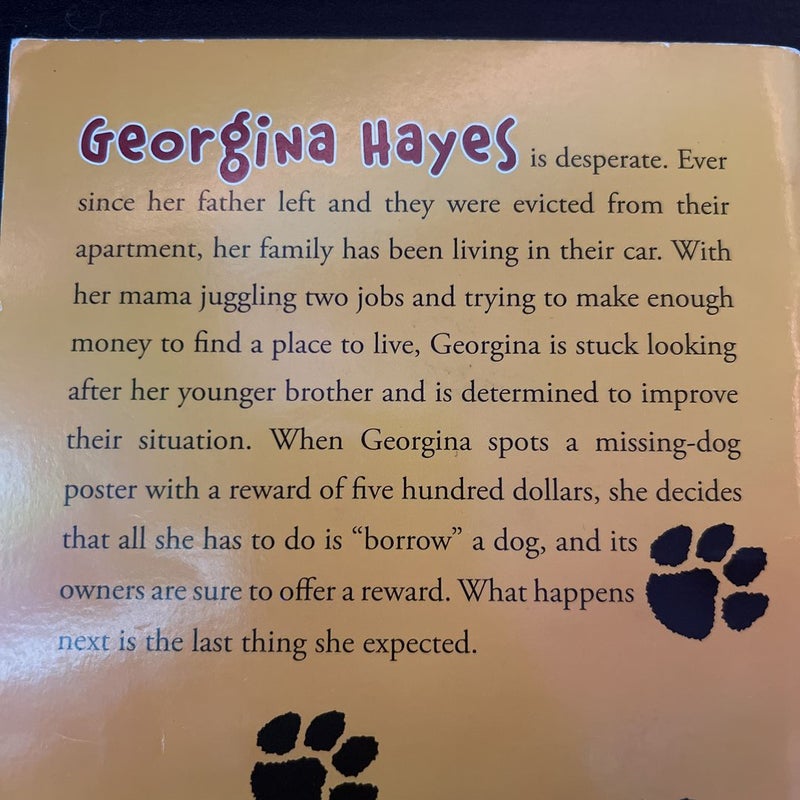 Georgina Hayes is desperate. Ever
since her father left and they were evicted from their
apartment, her family has been living in their car. With
her mama juggling two jobs and trying to make enough
money to find a place to live, Georgina is stuck looking
after her younger brother and is determined to improve
their situation. When Georgina spots a missing-dog
poster with a reward of five hundred dollars, she decides
that all she has to do is “borrow” a dog, and its
owners are sure to offer a reward. What happens
next is the last thing she expected.